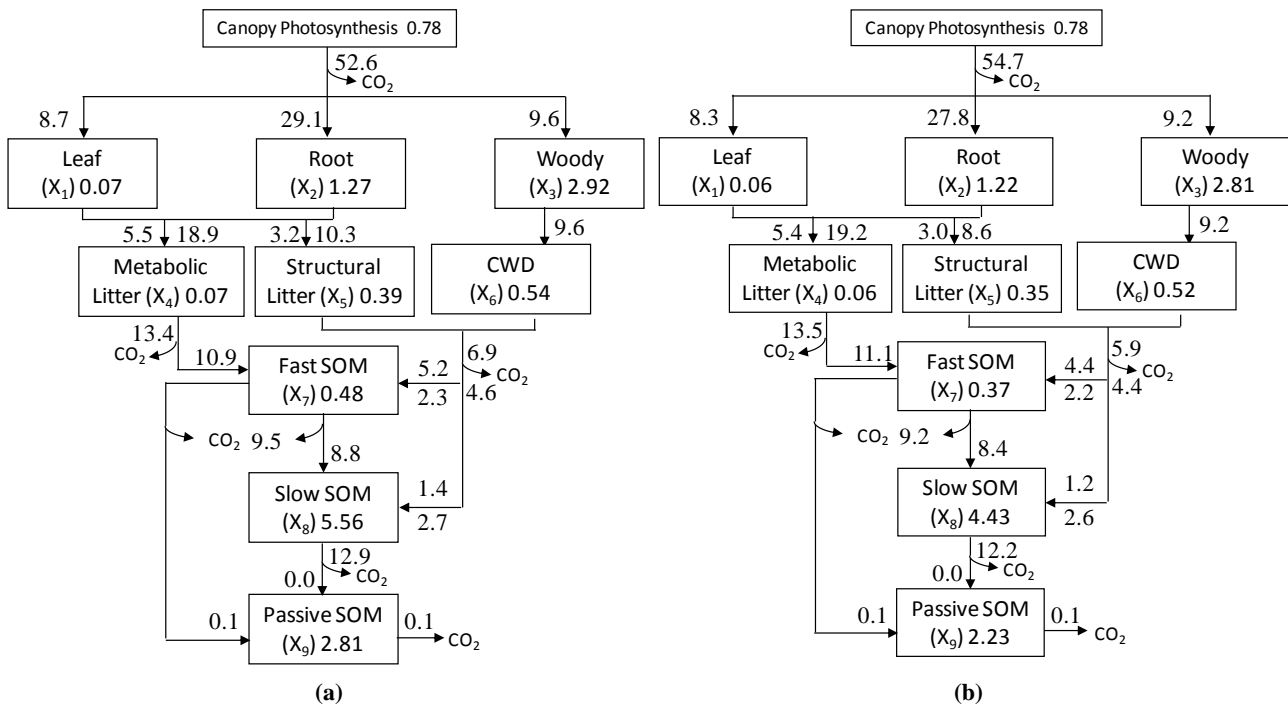 Canopy Photosynthesis 0.78
52.6
CO₂
8.7
29.1
9.6
Leaf
(X₁) 0.07
Root
(X₂) 1.27
Woody
(X₃) 2.92
5.5 18.9
3.2 10.3
9.6
Metabolic
Litter (X₄) 0.07
Structural
Litter (X₅) 0.39
CWD
(X₆) 0.54
13.4
CO₂
10.9
6.9
CO₂
Fast SOM
(X₇) 0.48
5.2
2.3
4.6
CO₂ 9.5
8.8
Slow SOM
(X₈) 5.56
1.4
2.7
12.9
CO₂
0.0
Passive SOM
(X₉) 2.81
0.1
0.1
CO₂
(a)
Canopy Photosynthesis 0.78
54.7
CO₂
8.3
27.8
9.2
Leaf
(X₁) 0.06
Root
(X₂) 1.22
Woody
(X₃) 2.81
5.4 19.2
3.0 8.6
9.2
Metabolic
Litter (X₄) 0.06
Structural
Litter (X₅) 0.35
CWD
(X₆) 0.52
13.5
CO₂
11.1
5.9
CO₂
Fast SOM
(X₇) 0.37
4.4
2.2
4.4
CO₂ 9.2
8.4
Slow SOM
(X₈) 4.43
1.2
2.6
12.2
CO₂
0.0
Passive SOM
(X₉) 2.23
0.1
0.1
CO₂
(b)